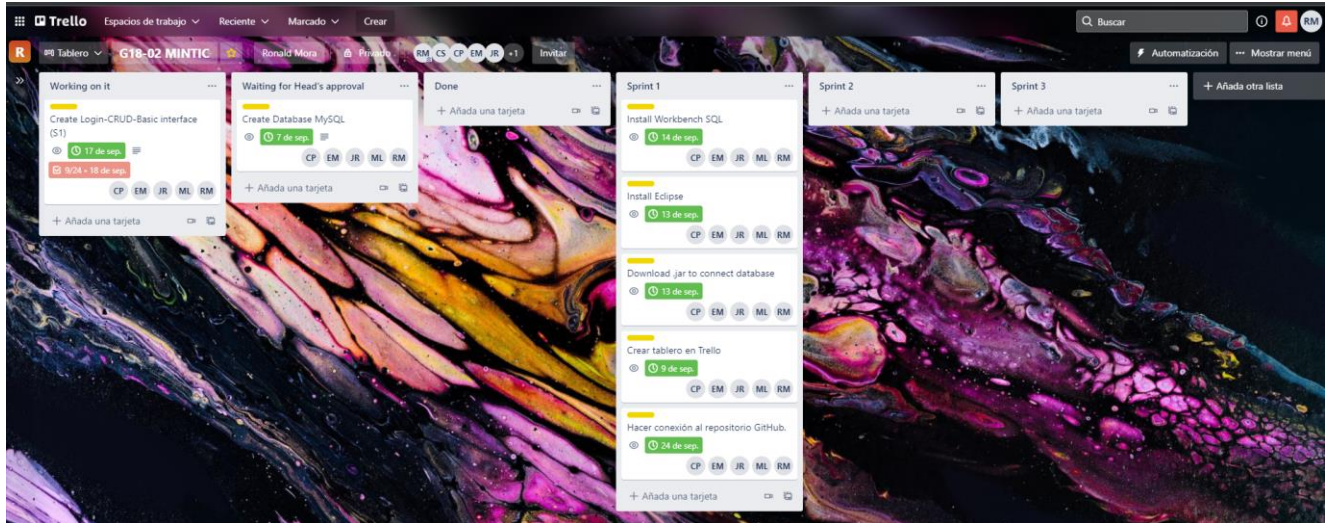 Trello Espacios de trabajo Reciente Marcado Crear Buscar RM
R Tablero G18-02 MINTIC Ronald Mora Privado RM CS CP EM JR +1 Invitar Automatización ··· Mostrar menú
Working on it ···
Create Login-CRUD-Basic interface
(S1)
17 de sep.
9/24 • 18 de sep.
CP EM JR ML RM
+ Añada una tarjeta
Waiting for Head's approval ···
Create Database MySQL
7 de sep.
CP EM JR ML RM
+ Añada una tarjeta
Done ···
+ Añada una tarjeta
Sprint 1 ···
Install Workbench SQL
14 de sep.
CP EM JR ML RM
Install Eclipse
13 de sep.
CP EM JR ML RM
Download .jar to connect database
13 de sep.
CP EM JR ML RM
Crear tablero en Trello
9 de sep.
CP EM JR ML RM
Hacer conexión al repositorio GitHub.
24 de sep.
CP EM JR ML RM
+ Añada una tarjeta
Sprint 2 ···
+ Añada una tarjeta
Sprint 3 ···
+ Añada una tarjeta
+ Añada otra lista